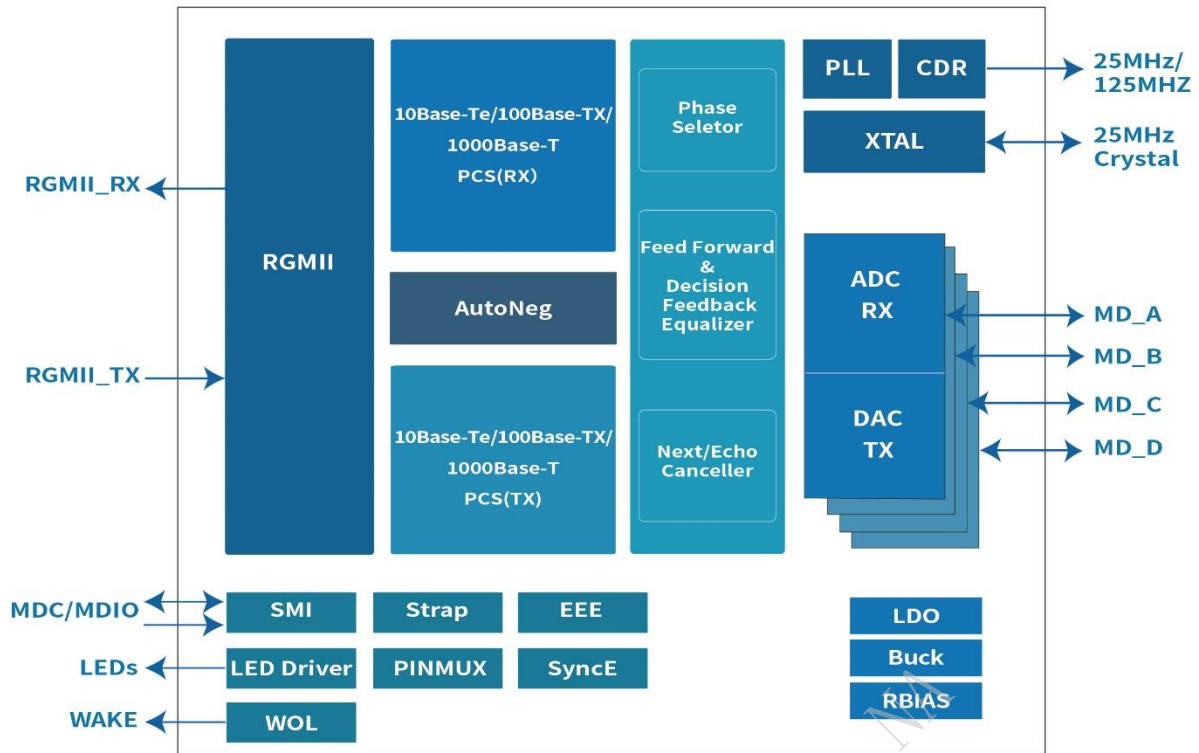 PLL
CDR
25MHz/
125MHZ
XTAL
25MHz
Crystal
10Base-Te/100Base-TX/
1000Base-T
PCS(RX)
Phase
Seletor
RGMII_RX
RGMII
Feed Forward
&
Decision
Feedback
Equalizer
ADC
RX
AutoNeg
MD_A
MD_B
RGMII_TX
MD_C
DAC
TX
MD_D
10Base-Te/100Base-TX/
1000Base-T
PCS(TX)
Next/Echo
Canceller
MDC/MDIO
SMI
Strap
EEE
LDO
LEDs
LED Driver
PINMUX
SyncE
Buck
WAKE
WOL
RBIAS